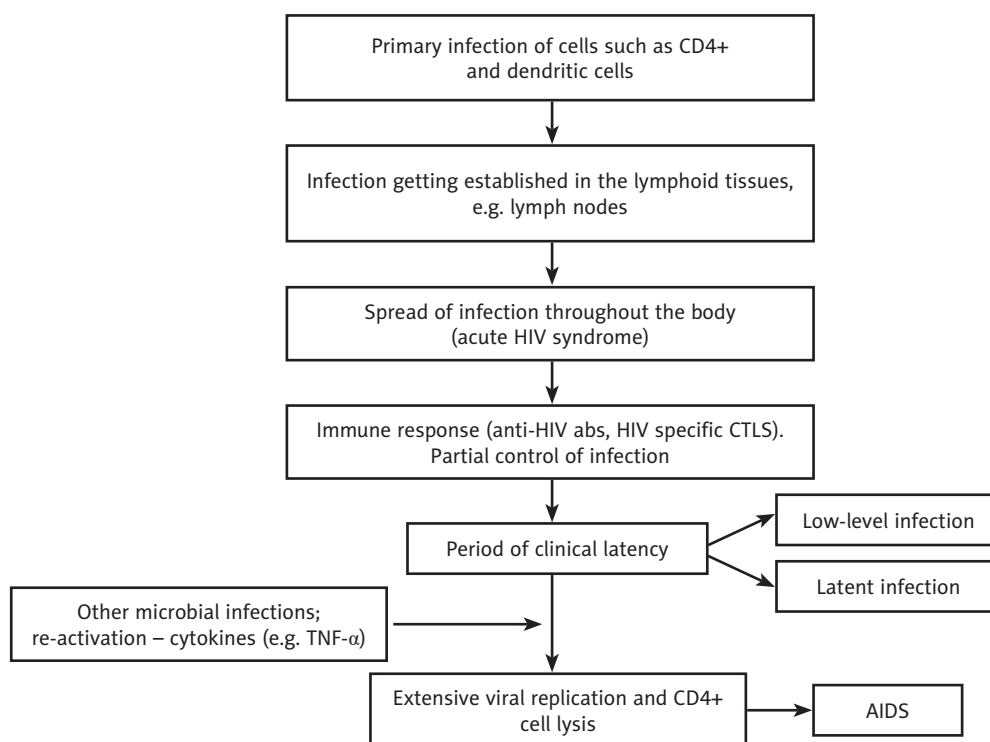 Primary infection of cells such as CD4+
and dendritic cells
Infection getting established in the lymphoid tissues,
e.g. lymph nodes
Spread of infection throughout the body
(acute HIV syndrome)
Immune response (anti-HIV abs, HIV specific CTLS).
Partial control of infection
Period of clinical latency
Low-level infection
Latent infection
Other microbial infections;
re-activation – cytokines (e.g. TNF-α)
Extensive viral replication and CD4+
cell lysis
AIDS